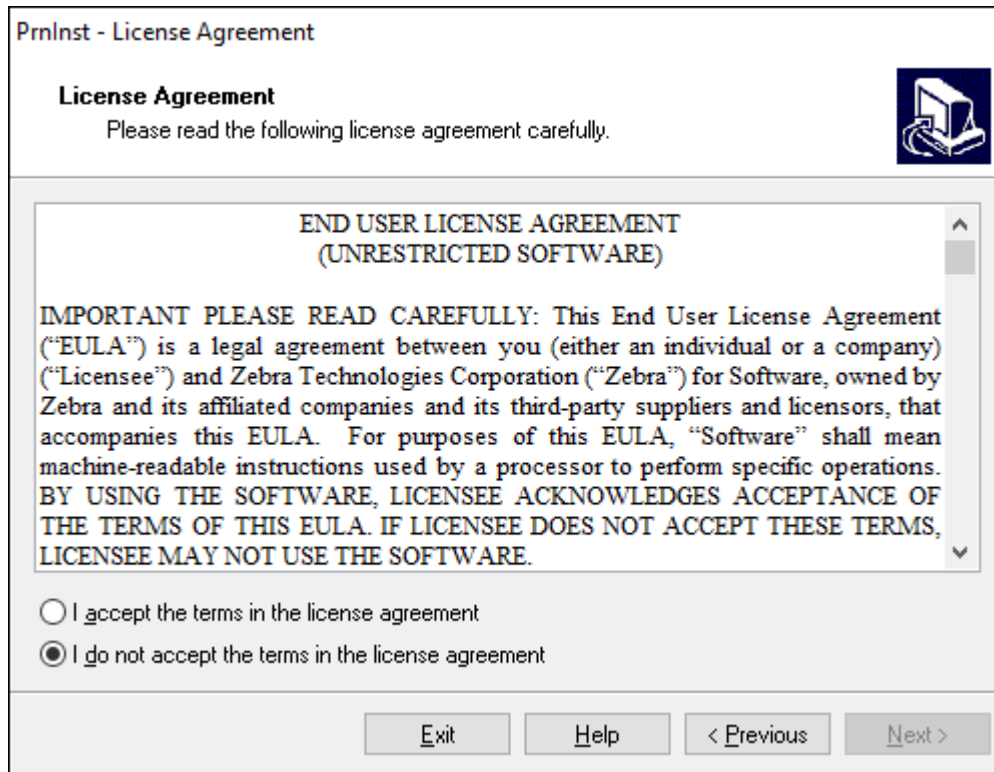 PrnInst - License Agreement
License Agreement
Please read the following license agreement carefully.
END USER LICENSE AGREEMENT
(UNRESTRICTED SOFTWARE)
IMPORTANT PLEASE READ CAREFULLY: This End User License Agreement
(“EULA”) is a legal agreement between you (either an individual or a company)
(“Licensee”) and Zebra Technologies Corporation (“Zebra”) for Software, owned by
Zebra and its affiliated companies and its third-party suppliers and licensors, that
accompanies this EULA.  For purposes of this EULA, “Software” shall mean
machine-readable instructions used by a processor to perform specific operations.
BY USING THE SOFTWARE, LICENSEE ACKNOWLEDGES ACCEPTANCE OF
THE TERMS OF THIS EULA. IF LICENSEE DOES NOT ACCEPT THESE TERMS,
LICENSEE MAY NOT USE THE SOFTWARE.
I accept the terms in the license agreement
I do not accept the terms in the license agreement
Exit Help < Previous Next >